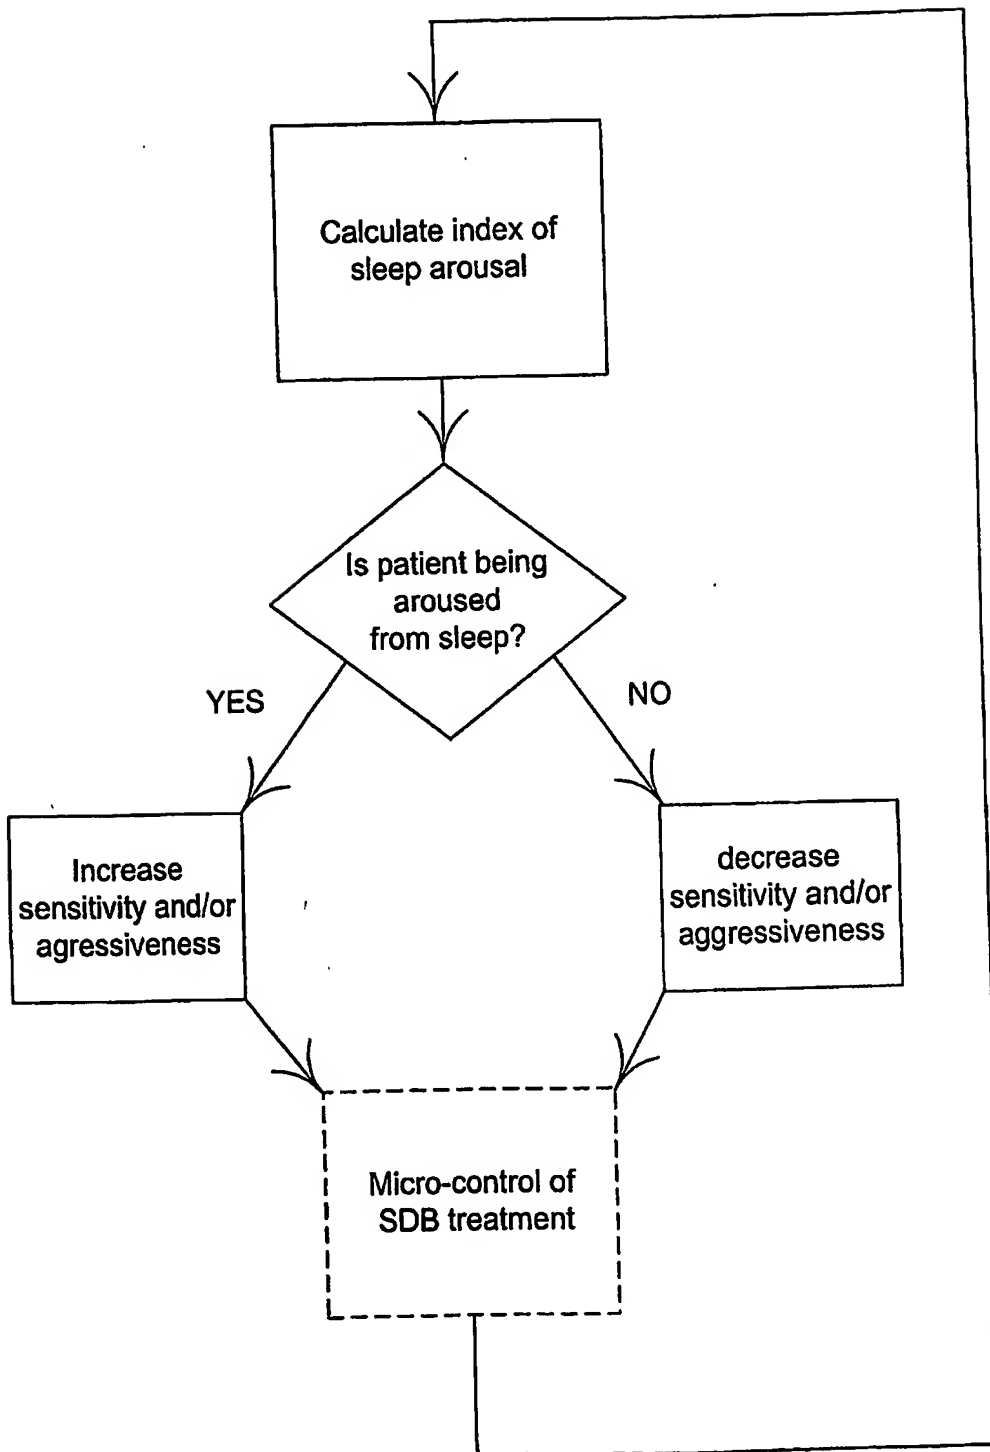 Calculate index of
sleep arousal
Is patient being
aroused
from sleep?
YES
NO
Increase
sensitivity and/or
agressiveness
decrease
sensitivity and/or
aggressiveness
Micro-control of
SDB treatment